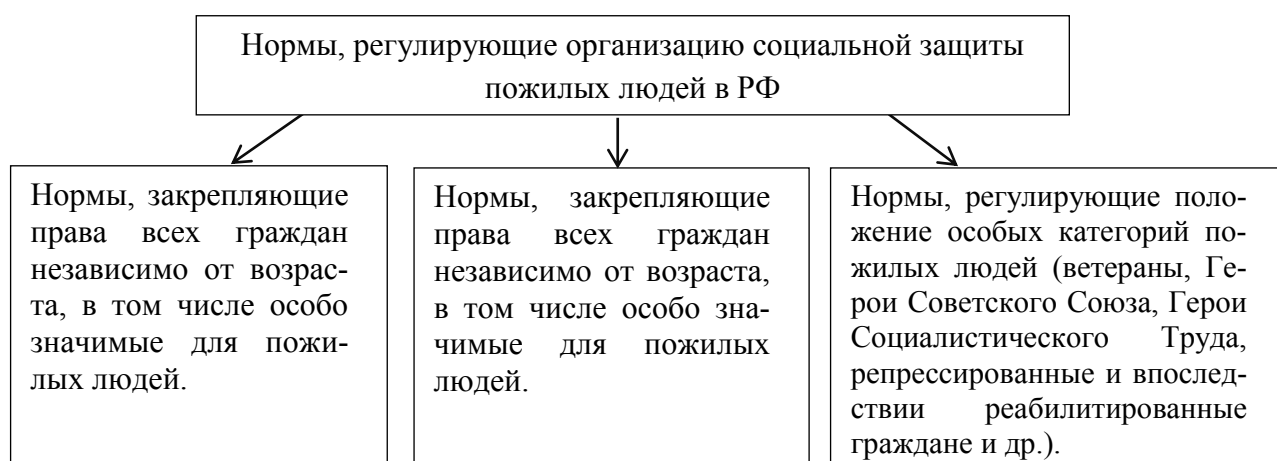 Нормы, регулирующие организацию социальной защиты
пожилых людей в РФ
Нормы, закрепляющие
права всех граждан
независимо от возрас-
та, в том числе особо
значимые для пожи-
лых людей.
Нормы, закрепляющие
права всех граждан
независимо от возраста,
в том числе особо зна-
чимые для пожилых
людей.
Нормы, регулирующие поло-
жение особых категорий по-
жилых людей (ветераны, Ге-
рои Советского Союза, Герои
Социалистического Труда,
репрессированные и впослед-
ствии реабилитированные
граждане и др.).